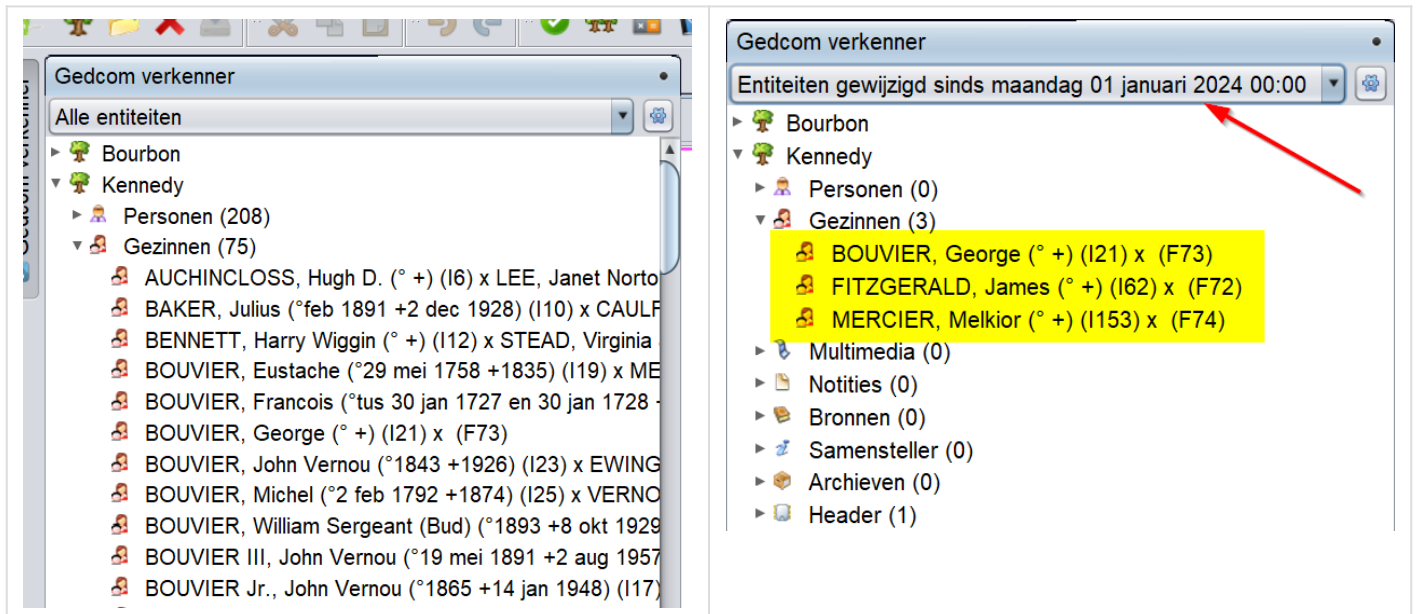 Gedcom verkenner
Gedcom verkenner
Alle entiteiten
Bourbon
Kennedy
Personen (208)
Gezinnen (75)
AUCHINCLOSS, Hugh D. (° +) (I6) x LEE, Janet Norto
BAKER, Julius (°feb 1891 +2 dec 1928) (I10) x CAULF
BENNETT, Harry Wiggin (° +) (I12) x STEAD, Virginia
BOUVIER, Eustache (°29 mei 1758 +1835) (I19) x ME
BOUVIER, Francois (°tus 30 jan 1727 en 30 jan 1728 -
BOUVIER, George (° +) (I21) x (F73)
BOUVIER, John Vernou (°1843 +1926) (I23) x EWING
BOUVIER, Michel (°2 feb 1792 +1874) (I25) x VERNO
BOUVIER, William Sergeant (Bud) (°1893 +8 okt 1929
BOUVIER III, John Vernou (°19 mei 1891 +2 aug 1957
BOUVIER Jr., John Vernou (°1865 +14 jan 1948) (I17)
Gedcom verkenner
Entiteiten gewijzigd sinds maandag 01 januari 2024 00:00
Bourbon
Kennedy
Personen (0)
Gezinnen (3)
BOUVIER, George (° +) (I21) x (F73)
FITZGERALD, James (° +) (I62) x (F72)
MERCIER, Melkior (° +) (I153) x (F74)
Multimedia (0)
Notities (0)
Bronnen (0)
Samensteller (0)
Archieven (0)
Header (1)